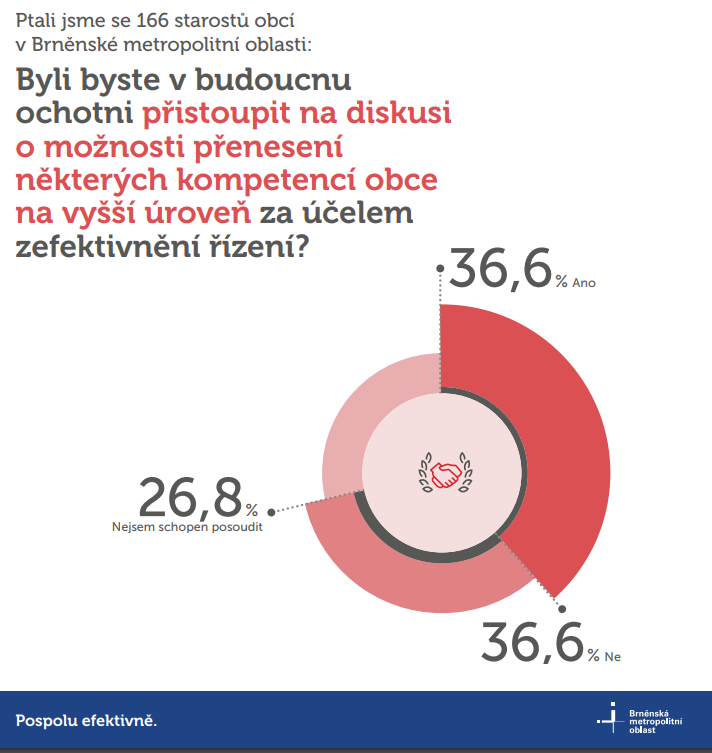 Ptali jsme se 166 starostů obcí
v Brněnské metropolitní oblasti:
Byli byste v budoucnu
ochotni přistoupit na diskusi
o možnosti přenesení
některých kompetencí obce
na vyšší úroveň za účelem
zefektivnění řízení?
36,6 % Ano
26,8 %
Nejsem schopen posoudit
36,6 % Ne
Pospolu efektivně.
Brněnská
metropolitní
oblast